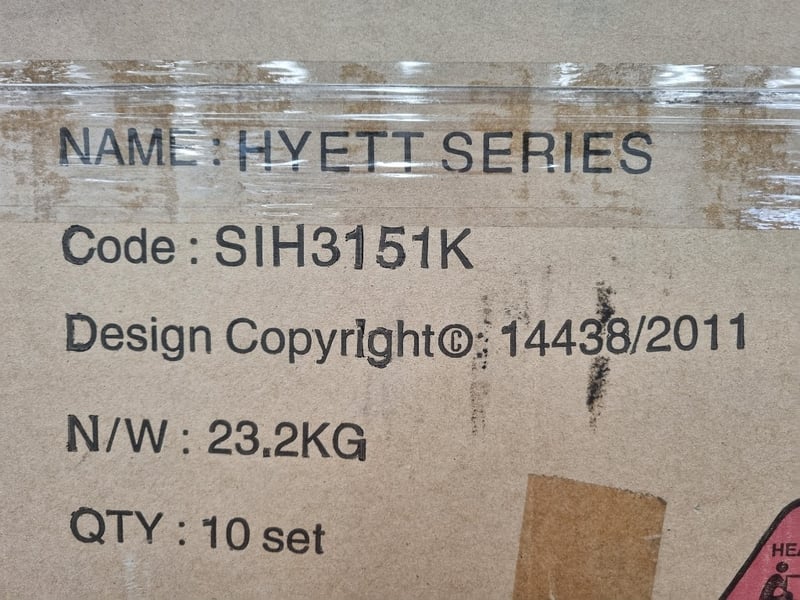 NAME : HYETT SERIES
Code : SIH3151K
Design Copyright©: 14438/2011
N/W : 23.2KG
QTY : 10 set